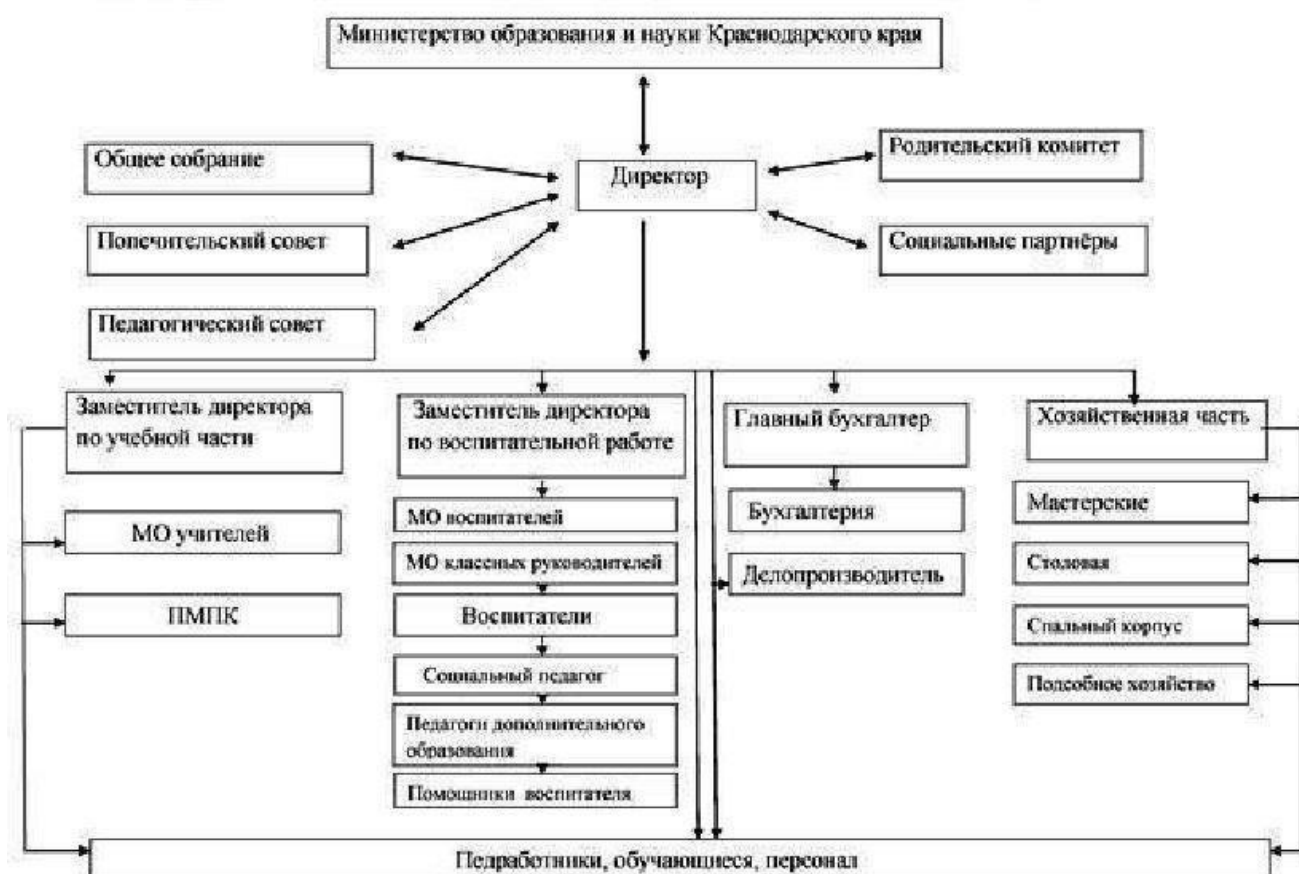 Министерство образования и науки Краснодарского края
Общее собрание
Директор
Родительский комитет
Попечительский совет
Социальные партнёры
Педагогический совет
Заместитель директора
по учебной части
Заместитель директора
по воспитательной работе
Главный бухгалтер
Хозяйственная часть
МО учителей
ПМПК
МО воспитателей
МО классных руководителей
Воспитатели
Социальный педагог
Педагоги дополнительного
образования
Помощники воспитателя
Бухгалтерия
Делопроизводитель
Мастерские
Столовая
Спальный корпус
Подсобное хозяйство
Педработники, обучающиеся, персонал